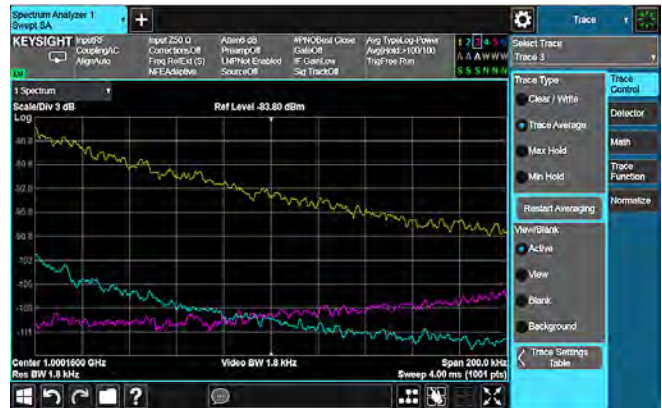 Spectrum Analyzer 1
Swept SA
Trace
KEYSIGHT
Input: RF
Coupling: AC
Align: Auto
Input Z: 50 Ω
Corrections: Off
Freq Ref: Ext (S)
NFE: Adaptive
Atten: 6 dB
Preamp: Off
LNP: Not Enabled
Source: Off
PNO: Best Close
Gate: Off
IF Gain: Low
Sig Track: Off
Avg Type: Log-Power
Avg|Hold: >100/100
Trig: Free Run
1 2 3 4 5 6
A A A W W W
S S S N N N
Select Trace
Trace 3
1 Spectrum
Scale/Div 3 dB
Ref Level -83.80 dBm
Log
Trace Type
Clear / Write
Trace Average
Max Hold
Min Hold
Restart Averaging
View/Blank
Active
View
Blank
Background
Trace Settings
Table
Trace
Control
Detector
Math
Trace
Function
Normalize
-102
-105
-108
-111
Center 1.0001600 GHz
Res BW 1.8 kHz
Video BW 1.8 kHz
Span 200.0 kHz
Sweep 4.00 ms (1001 pts)
?